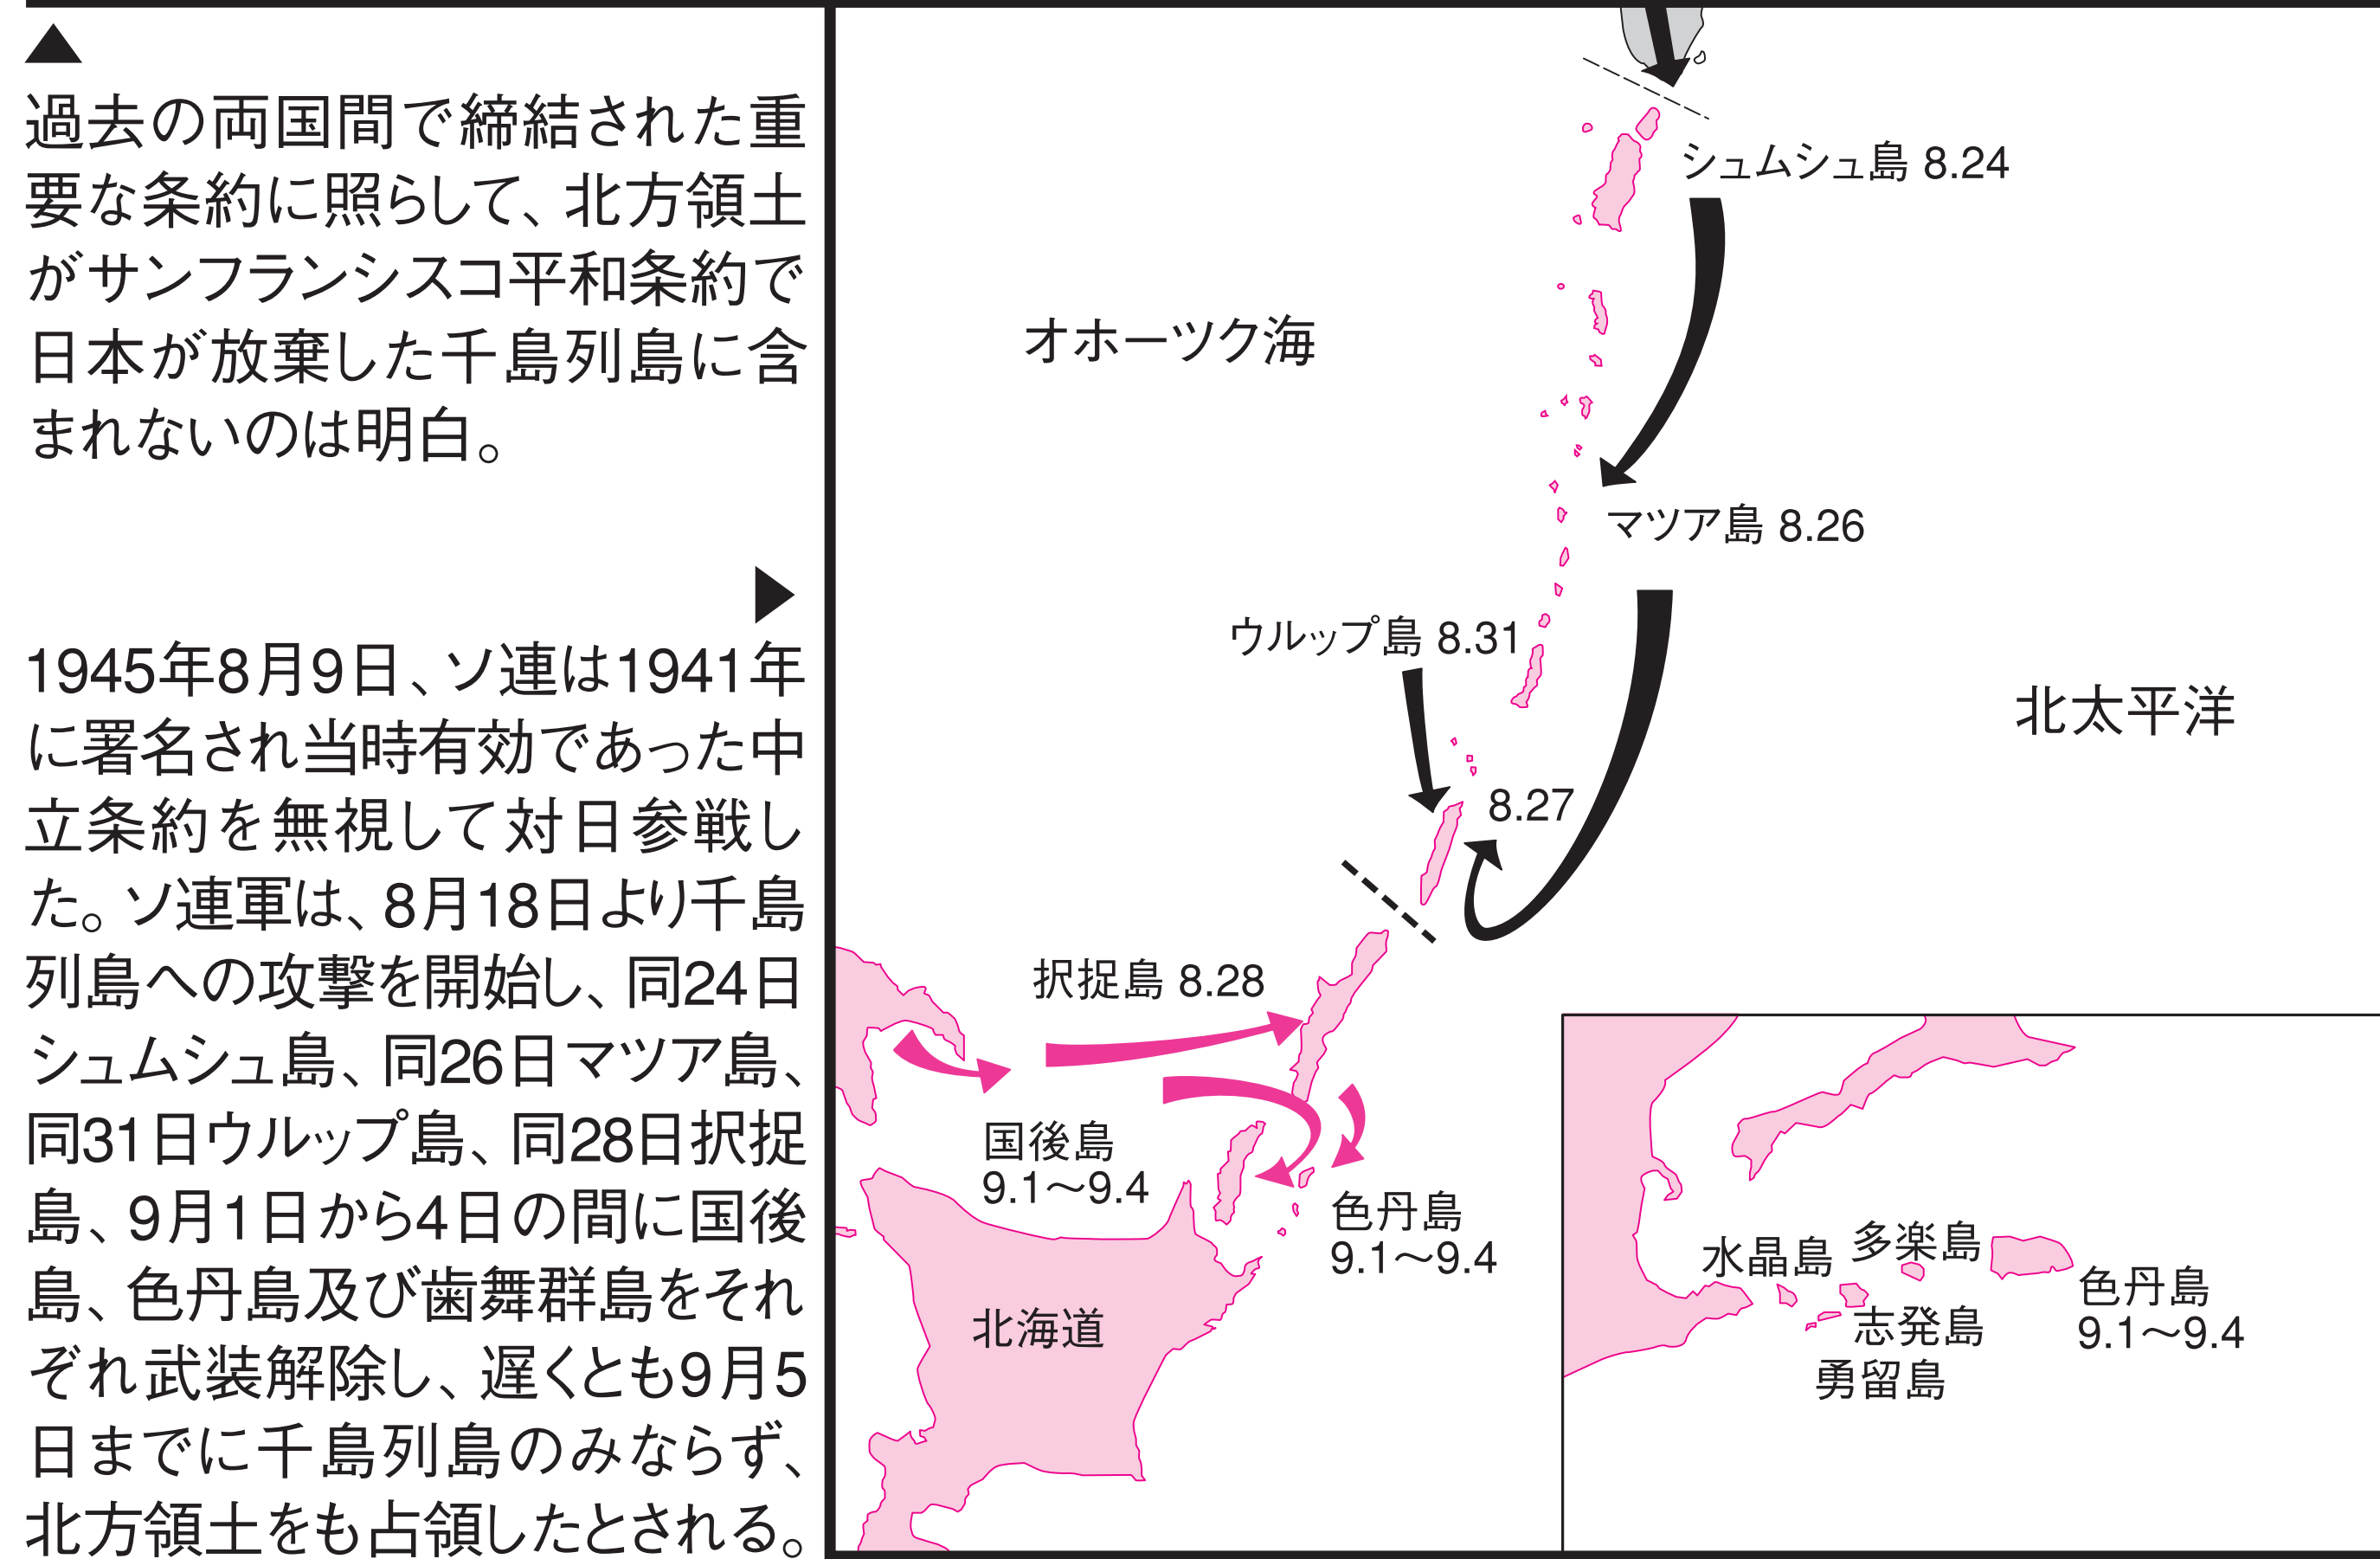 ▲
過去の両国間で締結された重
要な条約に照らして、北方領土
がサンフランシスコ平和条約で
日本が放棄した千島列島に含
まれないのは明白。
▶
1945年8月9日、ソ連は1941年
に署名され当時有効であった中
立条約を無視して対日参戦し
た。ソ連軍は、8月18日より千島
列島への攻撃を開始し、同24日
シュムシュ島、同26日マツア島、
同31日ウルップ島、同28日択捉
島、9月1日から4日の間に国後
島、色丹島及び歯舞群島をそれ
ぞれ武装解除し、遅くとも9月5
日までに千島列島のみならず、
北方領土をも占領したとされる。
シュムシュ島 8.24
オホーツク海
マツア島 8.26
ウルップ島 8.31
北太平洋
8.27
択捉島 8.28
国後島
9.1〜9.4
色丹島
9.1〜9.4
北海道
水晶島
多楽島
色丹島
9.1〜9.4
志発島
勇留島